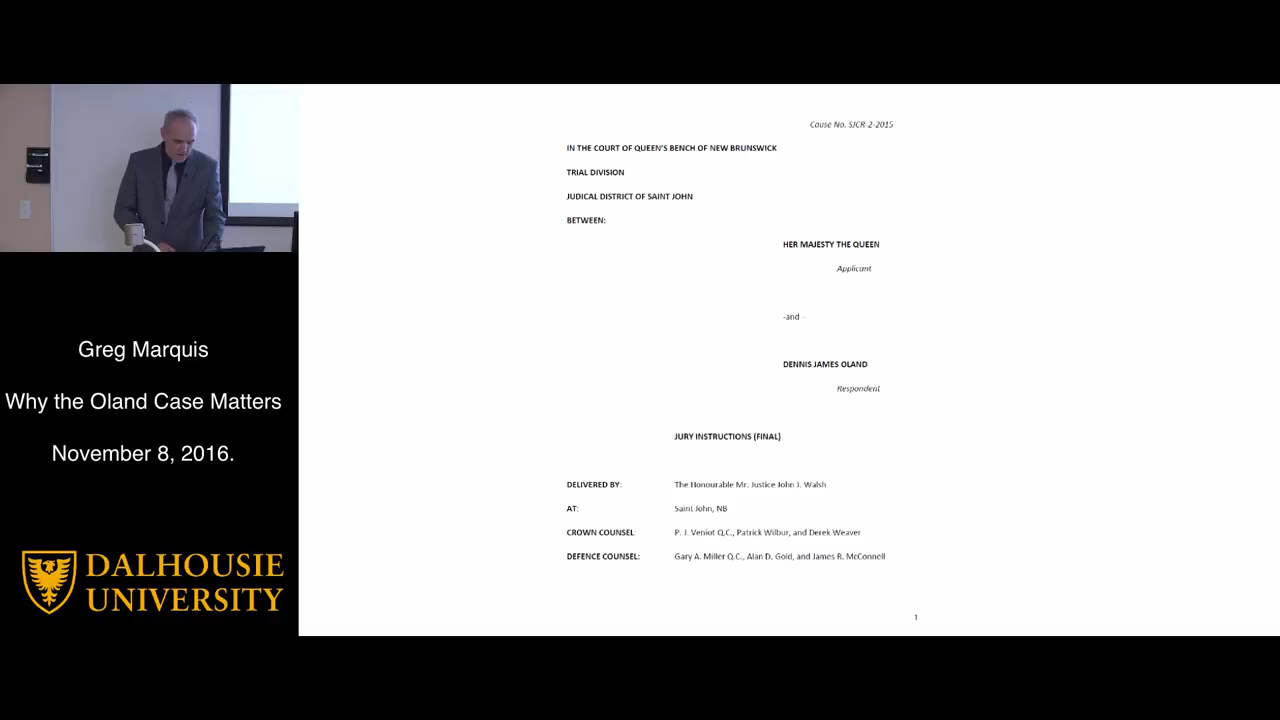 Greg Marquis
Why the Oland Case Matters
November 8, 2016.
DALHOUSIE
UNIVERSITY
Cause No. SJCR-2-2015
IN THE COURT OF QUEEN'S BENCH OF NEW BRUNSWICK
TRIAL DIVISION
JUDICAL DISTRICT OF SAINT JOHN
BETWEEN:
HER MAJESTY THE QUEEN
Applicant
-and -
DENNIS JAMES OLAND
Respondent
JURY INSTRUCTIONS (FINAL)
DELIVERED BY: The Honourable Mr. Justice John J. Walsh
AT: Saint John, NB
CROWN COUNSEL: P. J. Veniot Q.C., Patrick Wilbur, and Derek Weaver
DEFENCE COUNSEL: Gary A. Miller Q.C., Alan D. Gold, and James R. McConnell
1